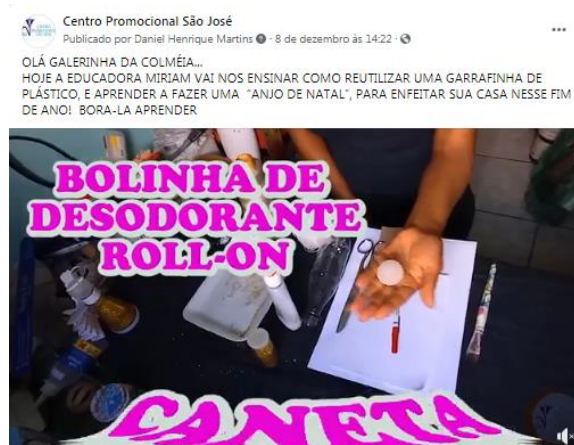 Centro Promocional São José
Publicado por Daniel Henrique Martins · 8 de dezembro às 14:22 ·
OLÁ GALERINHA DA COLMÉIA...
HOJE A EDUCADORA MIRIAM VAI NOS ENSINAR COMO REUTILIZAR UMA GARRAFINHA DE
PLÁSTICO, E APRENDER A FAZER UMA "ANJO DE NATAL", PARA ENFEITAR SUA CASA NESSE FIM
DE ANO! BORA-LA APRENDER
BOLINHA DE
DESODORANTE
ROLL-ON
CANETA